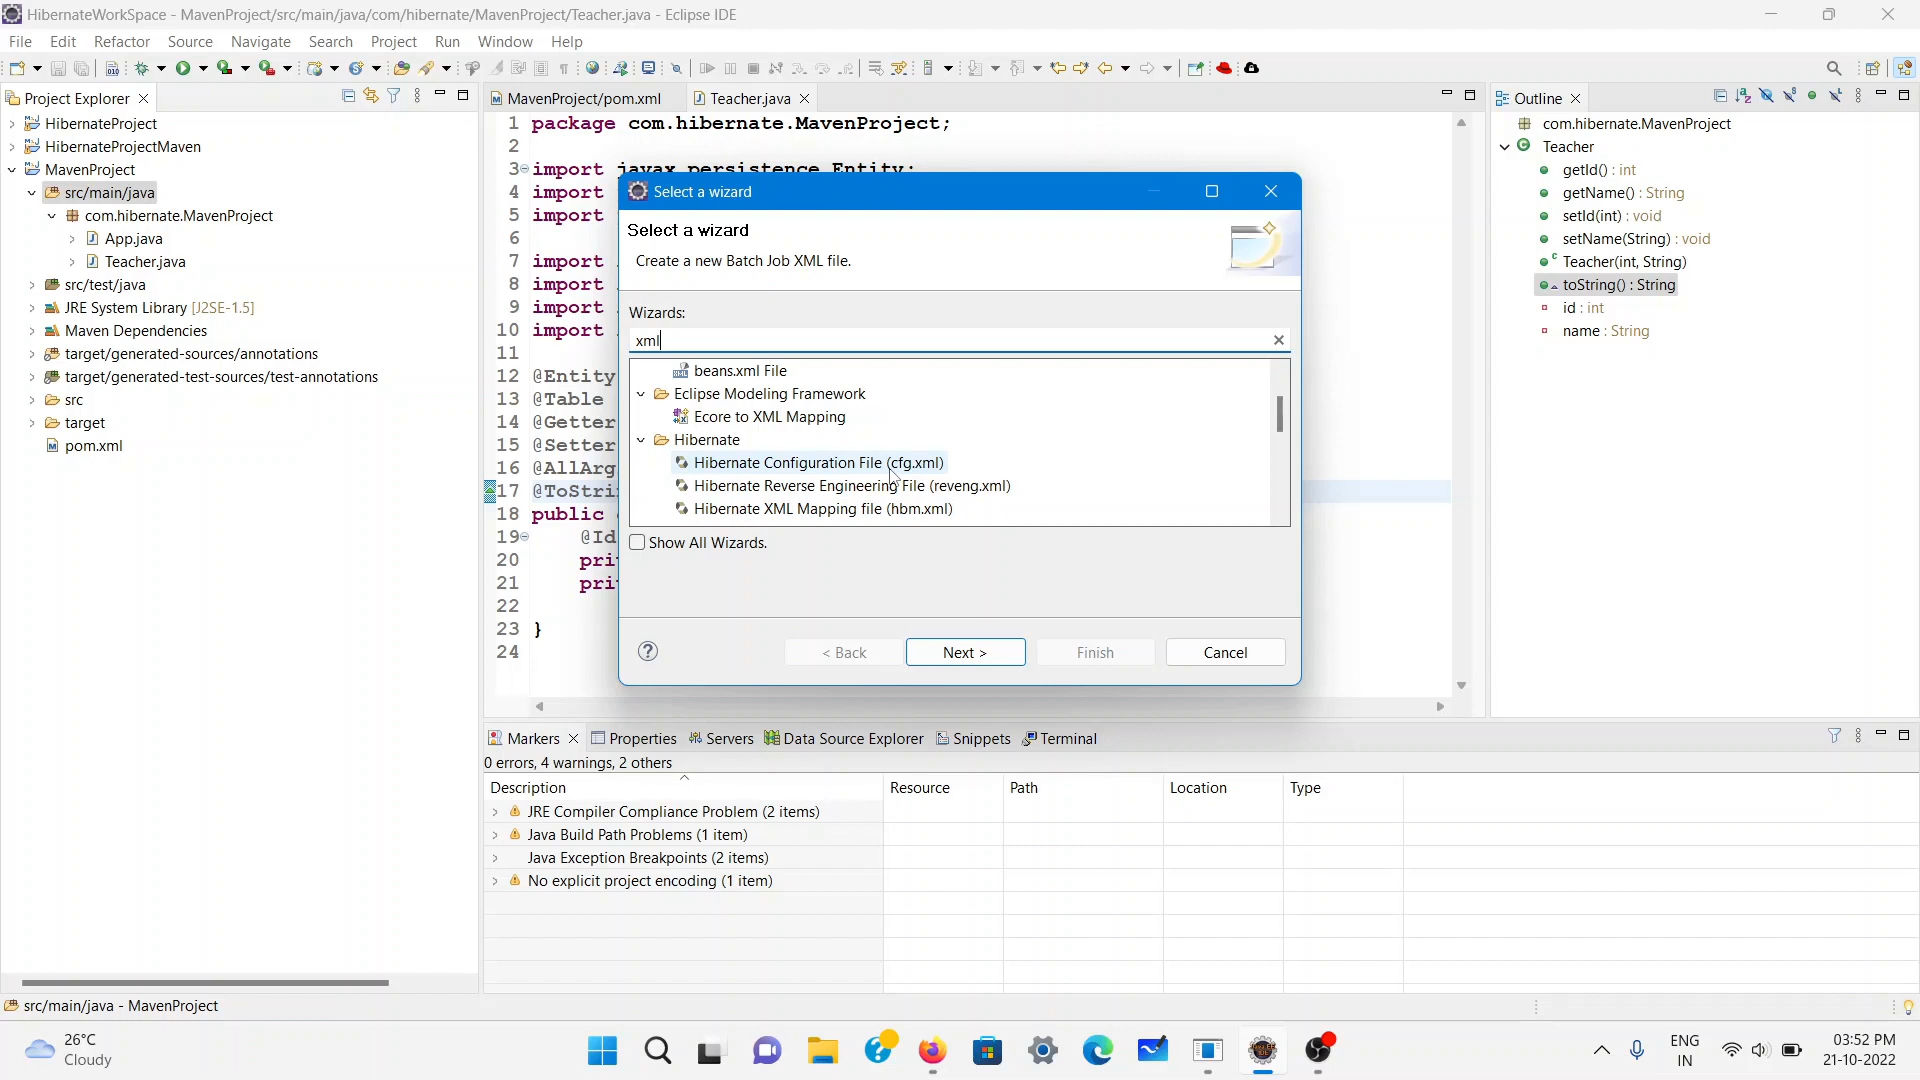 HibernateWorkSpace - MavenProject/src/main/java/com/hibernate/MavenProject/Teacher.java - Eclipse IDE
File Edit Refactor Source Navigate Search Project Run Window Help
Project Explorer
HibernateProject
HibernateProjectMaven
MavenProject
src/main/java
com.hibernate.MavenProject
App.java
Teacher.java
src/test/java
JRE System Library [J2SE-1.5]
Maven Dependencies
target/generated-sources/annotations
target/generated-test-sources/test-annotations
src
target
pom.xml
MavenProject/pom.xml Teacher.java
1 package com.hibernate.MavenProject;
2
3 import javax.persistence.Entity;
4 import
5 import
6
7 import
8 import
9 import
10 import
11
12 @Entity
13 @Table
14 @Getter
15 @Setter
16 @AllArg
17 @ToStrin
18 public
19 @Id
20 pri
21 pri
22
23 }
24
Select a wizard
Select a wizard
Create a new Batch Job XML file.
Wizards:
xml
beans.xml File
Eclipse Modeling Framework
Ecore to XML Mapping
Hibernate
Hibernate Configuration File (cfg.xml)
Hibernate Reverse Engineering File (reveng.xml)
Hibernate XML Mapping file (hbm.xml)
Show All Wizards.
? < Back Next > Finish Cancel
Outline
com.hibernate.MavenProject
Teacher
getId() : int
getName() : String
setId(int) : void
setName(String) : void
Teacher(int, String)
toString() : String
id : int
name : String
Markers Properties Servers Data Source Explorer Snippets Terminal
0 errors, 4 warnings, 2 others
Description Resource Path Location Type
JRE Compiler Compliance Problem (2 items)
Java Build Path Problems (1 item)
Java Exception Breakpoints (2 items)
No explicit project encoding (1 item)
src/main/java - MavenProject
26°C
Cloudy
ENG
IN
03:52 PM
21-10-2022